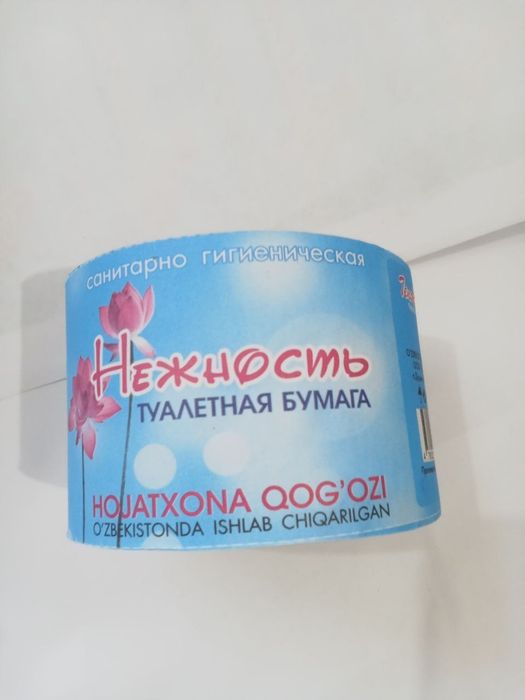 санитарно гигиеническая
Нежность
ТУАЛЕТНАЯ БУМАГА
HOJATXONA QOG'OZI
O'ZBEKISTONDA ISHLAB CHIQARILGAN